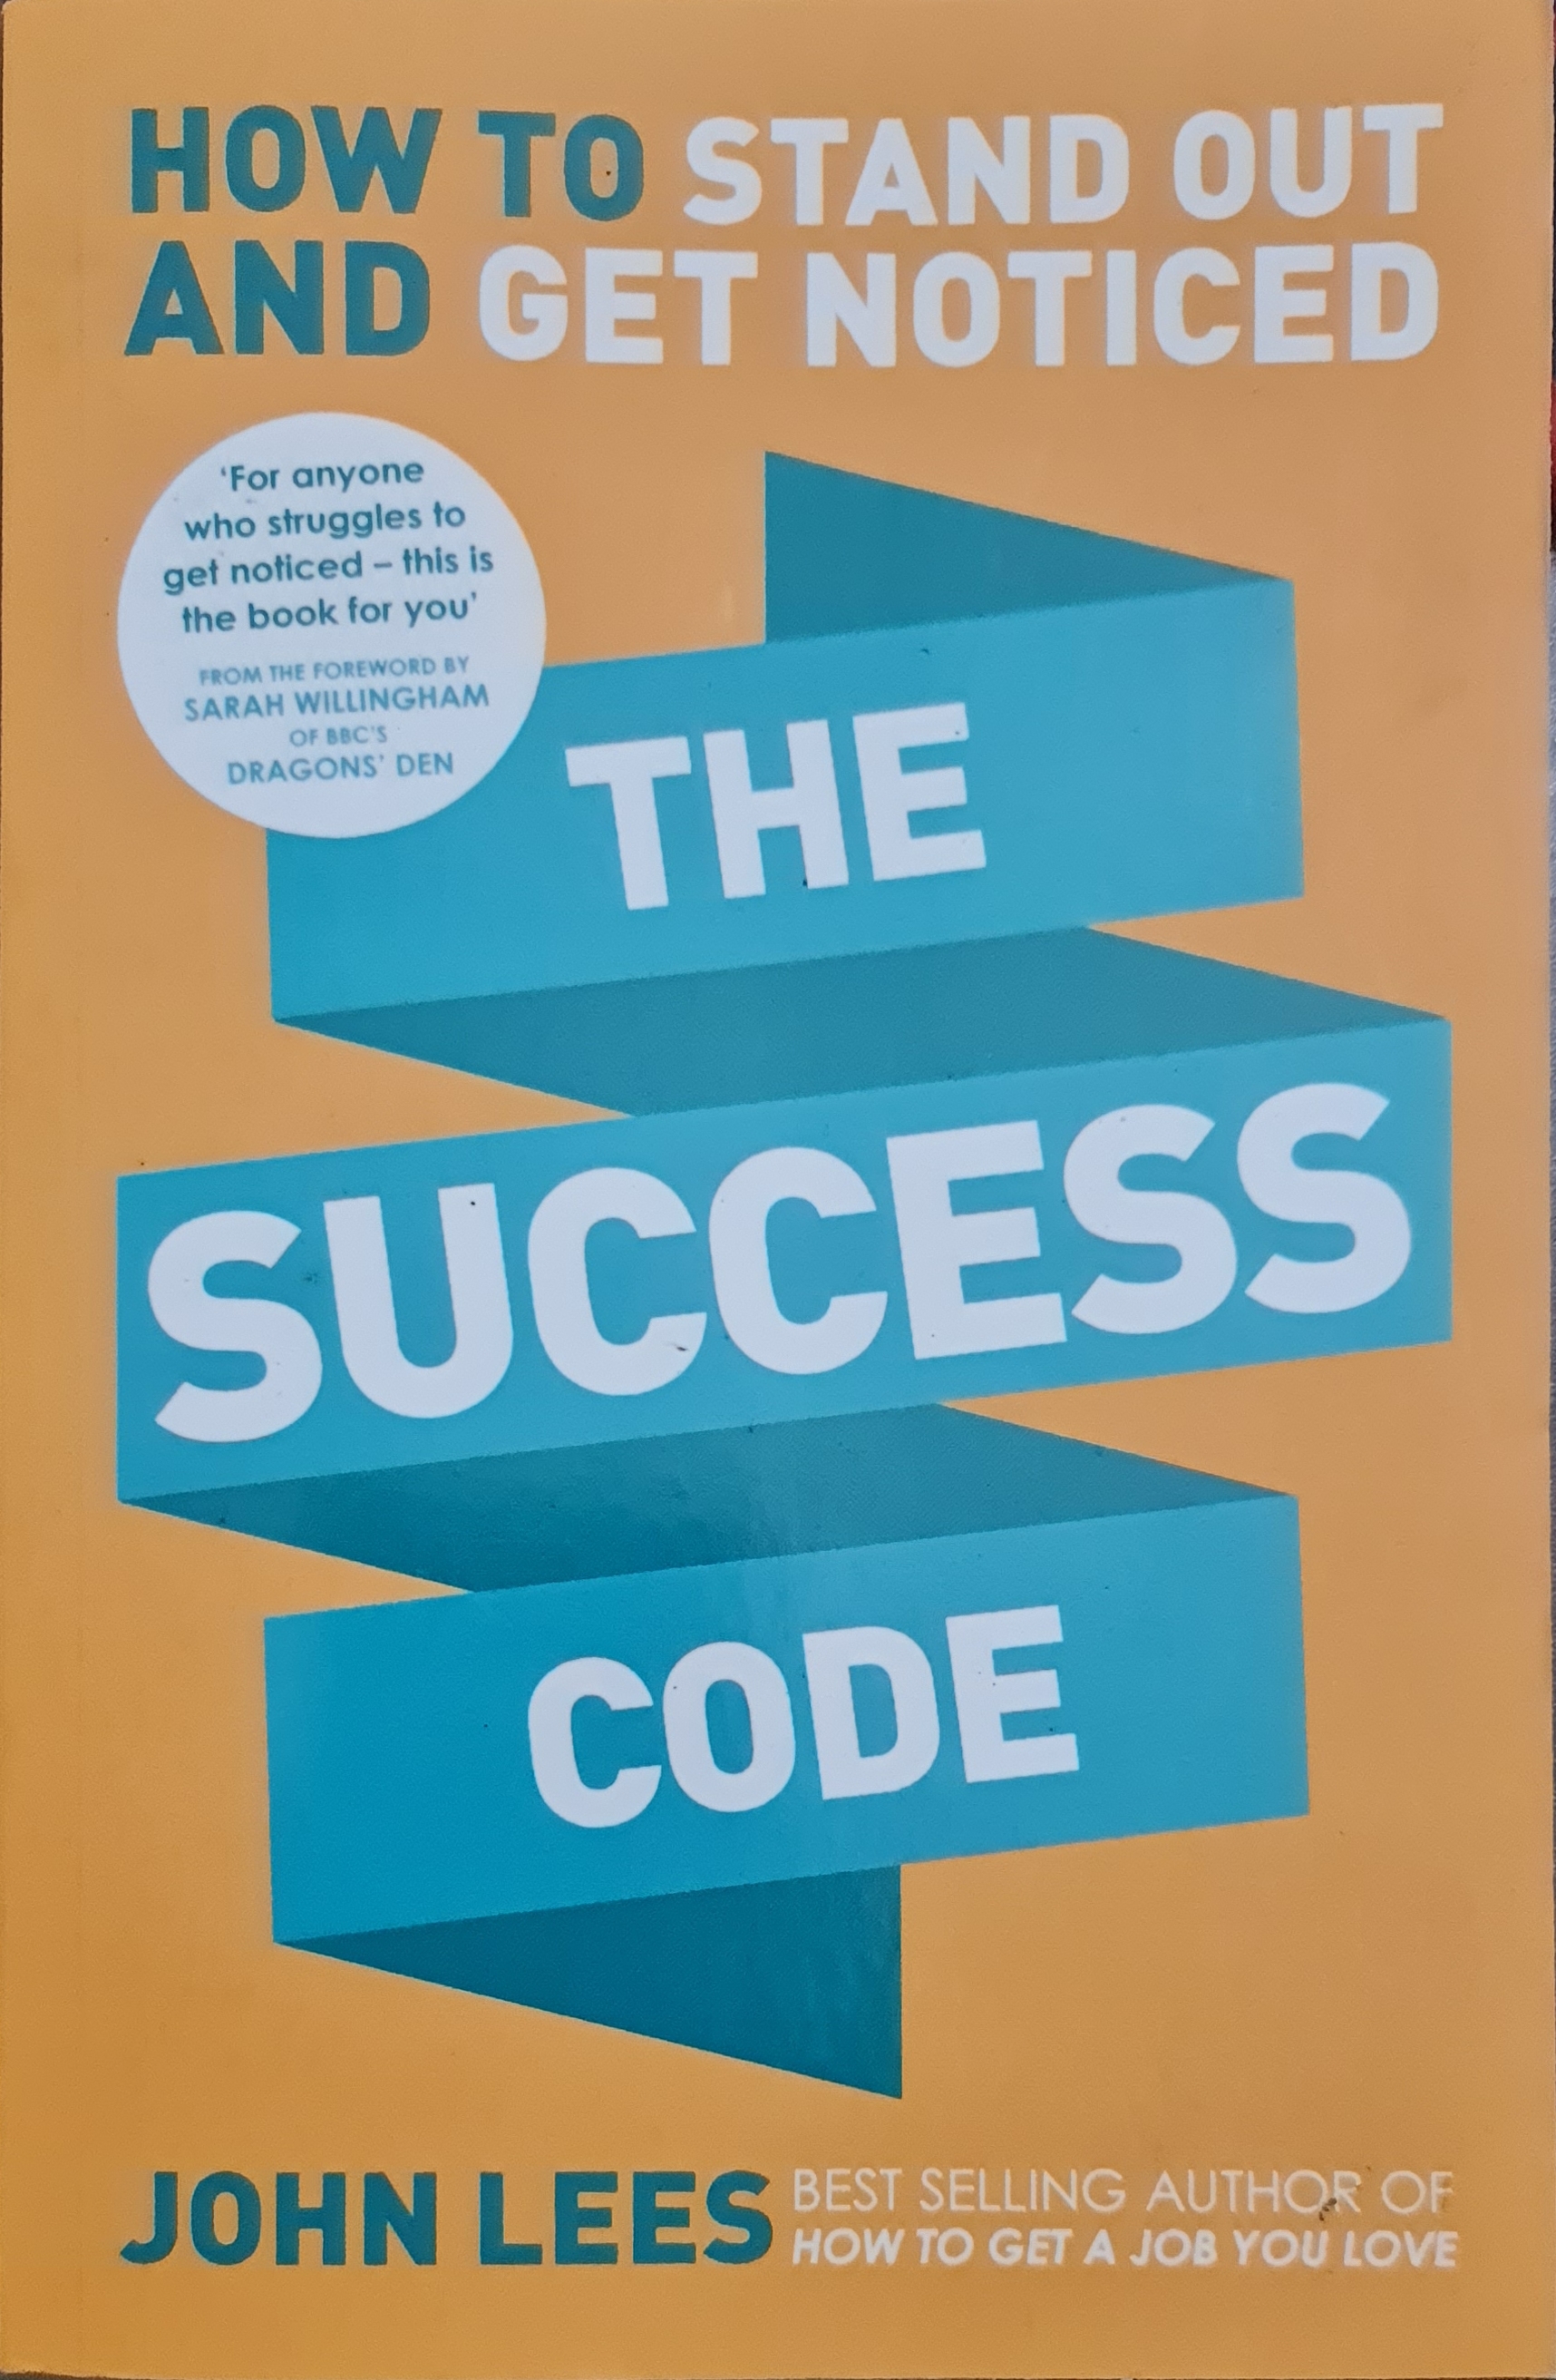 HOW TO STAND OUT
AND GET NOTICED
‘For anyone
who struggles to
get noticed – this is
the book for you’
FROM THE FOREWORD BY
SARAH WILLINGHAM
OF BBC'S
DRAGONS' DEN
THE
SUCCESS
CODE
JOHN LEES
BEST SELLING AUTHOR OF
HOW TO GET A JOB YOU LOVE